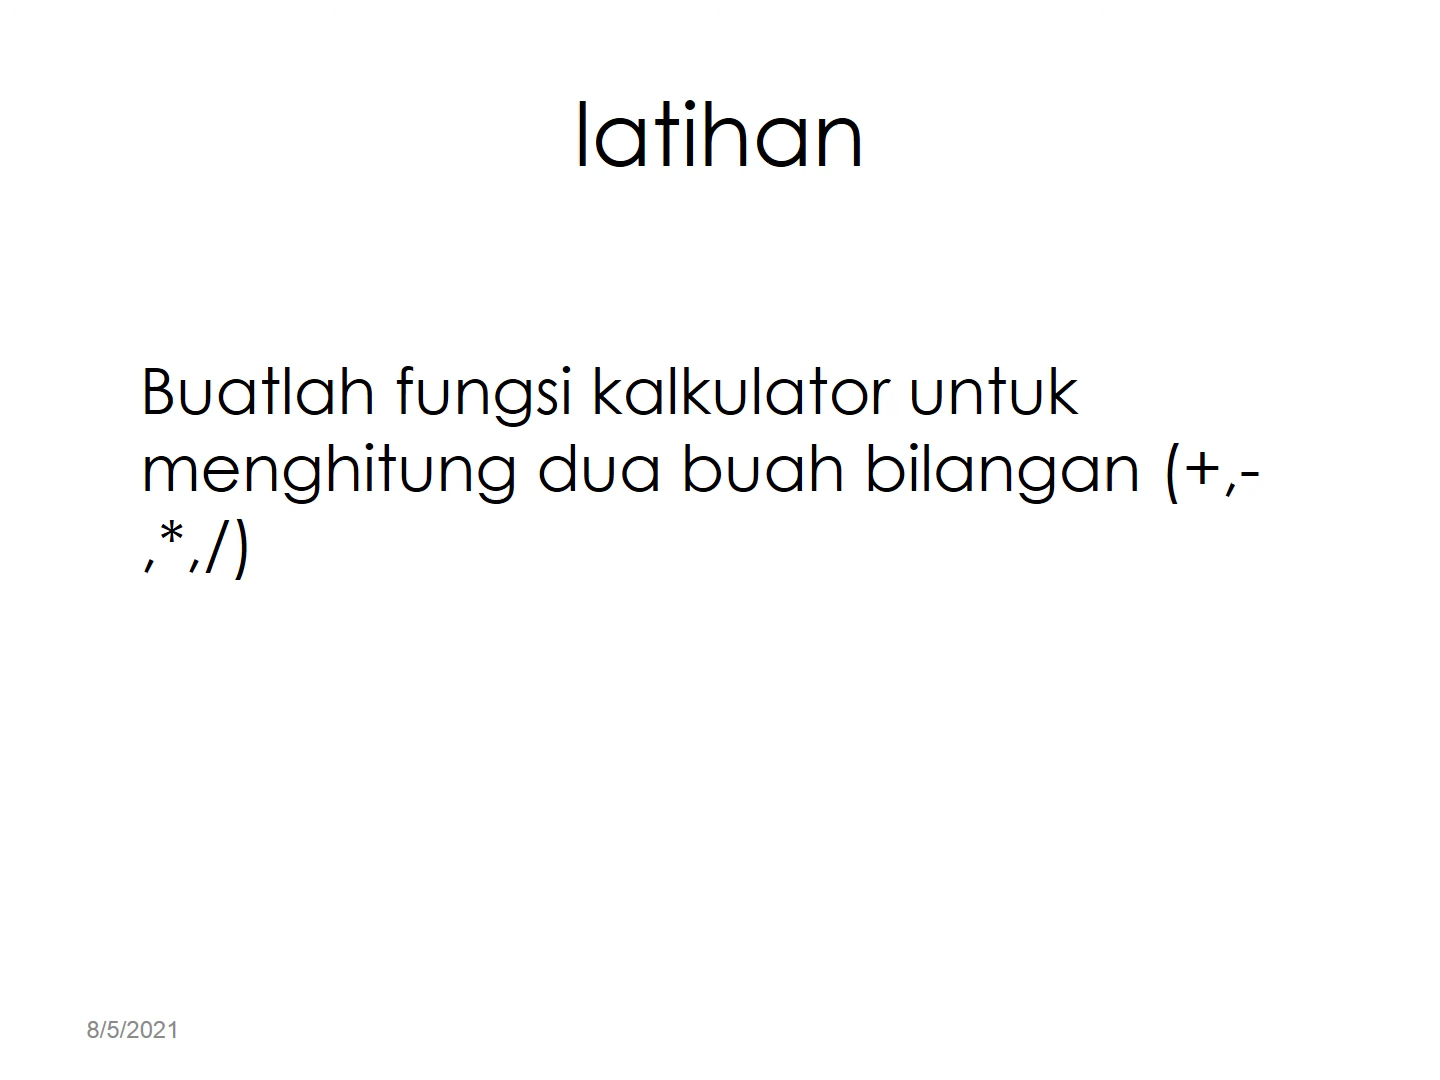 latihan
Buatlah fungsi kalkulator untuk
menghitung dua buah bilangan (+,-
,*,/)
8/5/2021